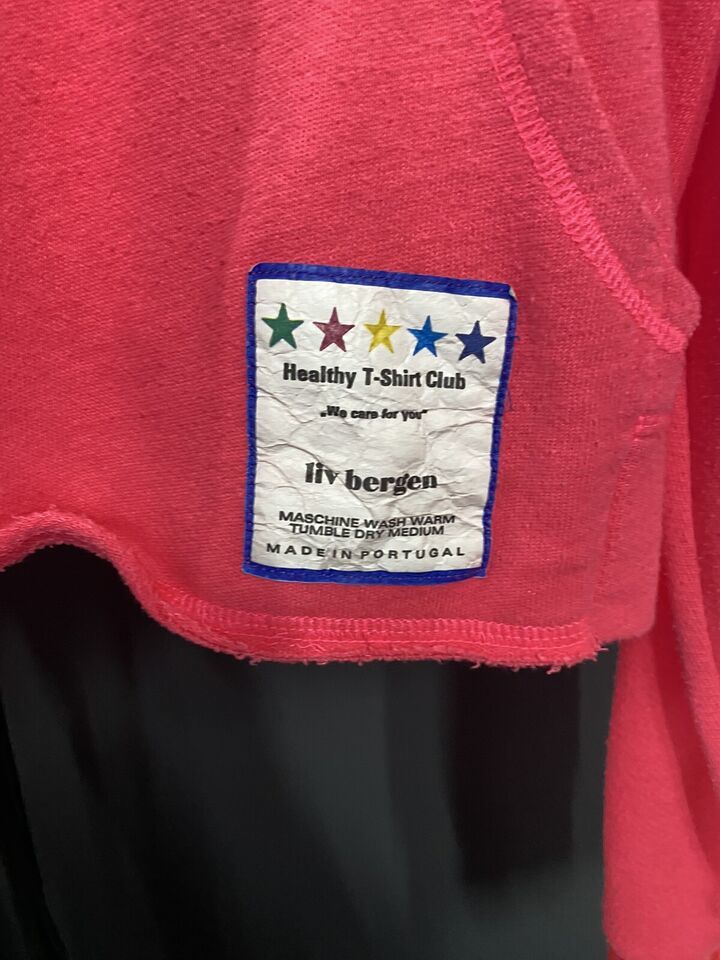 Healthy T-Shirt Club
„We care for you"
liv bergen
MASCHINE WASH WARM
TUMBLE DRY MEDIUM
MADE IN PORTUGAL